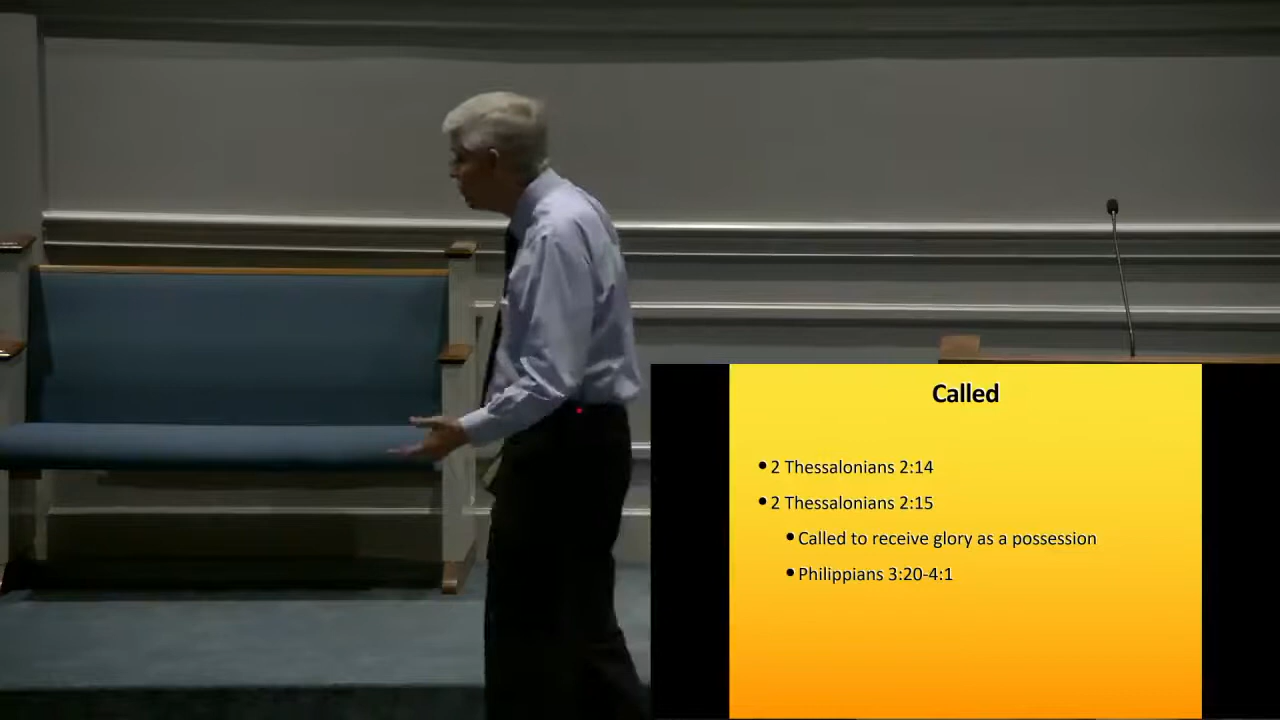 Called
• 2 Thessalonians 2:14
• 2 Thessalonians 2:15
• Called to receive glory as a possession
• Philippians 3:20-4:1